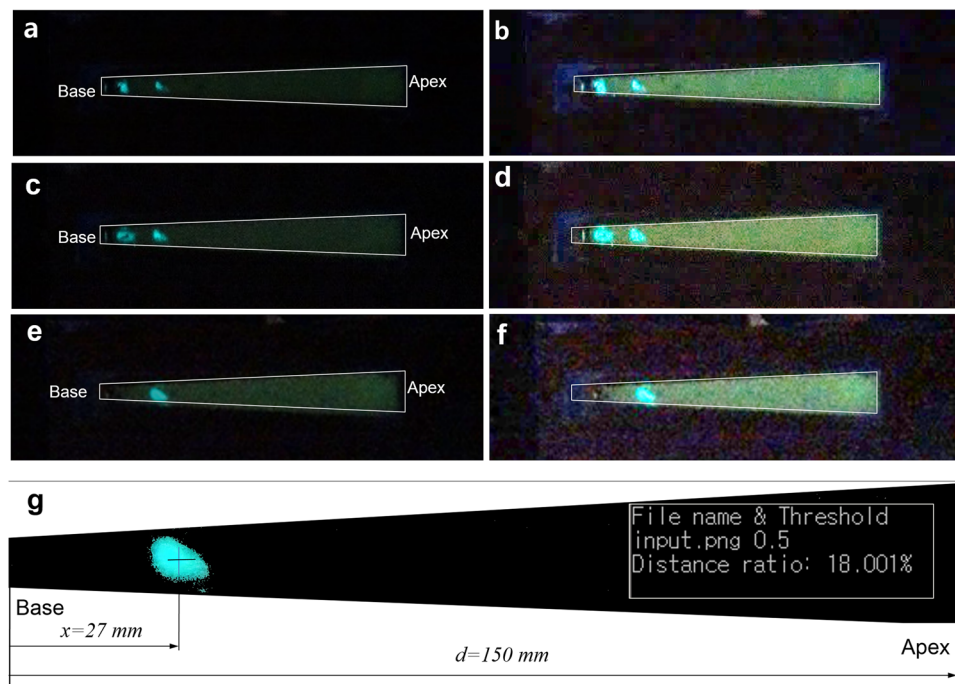 a
b
Base
Apex
c
d
Base
Apex
e
f
Base
Apex
g
File name & Threshold
input.png 0.5
Distance ratio: 18.001%
Base
x=27 mm
Apex
d=150 mm